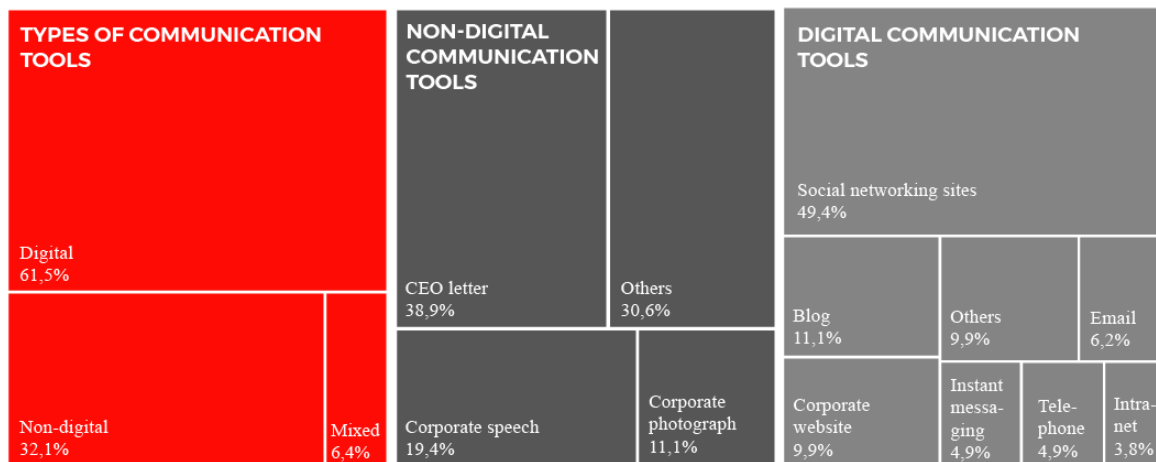 TYPES OF COMMUNICATION
TOOLS
Digital
61,5%
Non-digital
32,1%
Mixed
6,4%
NON-DIGITAL
COMMUNICATION
TOOLS
CEO letter
38,9%
Others
30,6%
Corporate speech
19,4%
Corporate
photograph
11,1%
DIGITAL COMMUNICATION
TOOLS
Social networking sites
49,4%
Blog
11,1%
Others
9,9%
Email
6,2%
Corporate
website
9,9%
Instant
messa-
ging
4,9%
Tele-
phone
4,9%
Intra-
net
3,8%